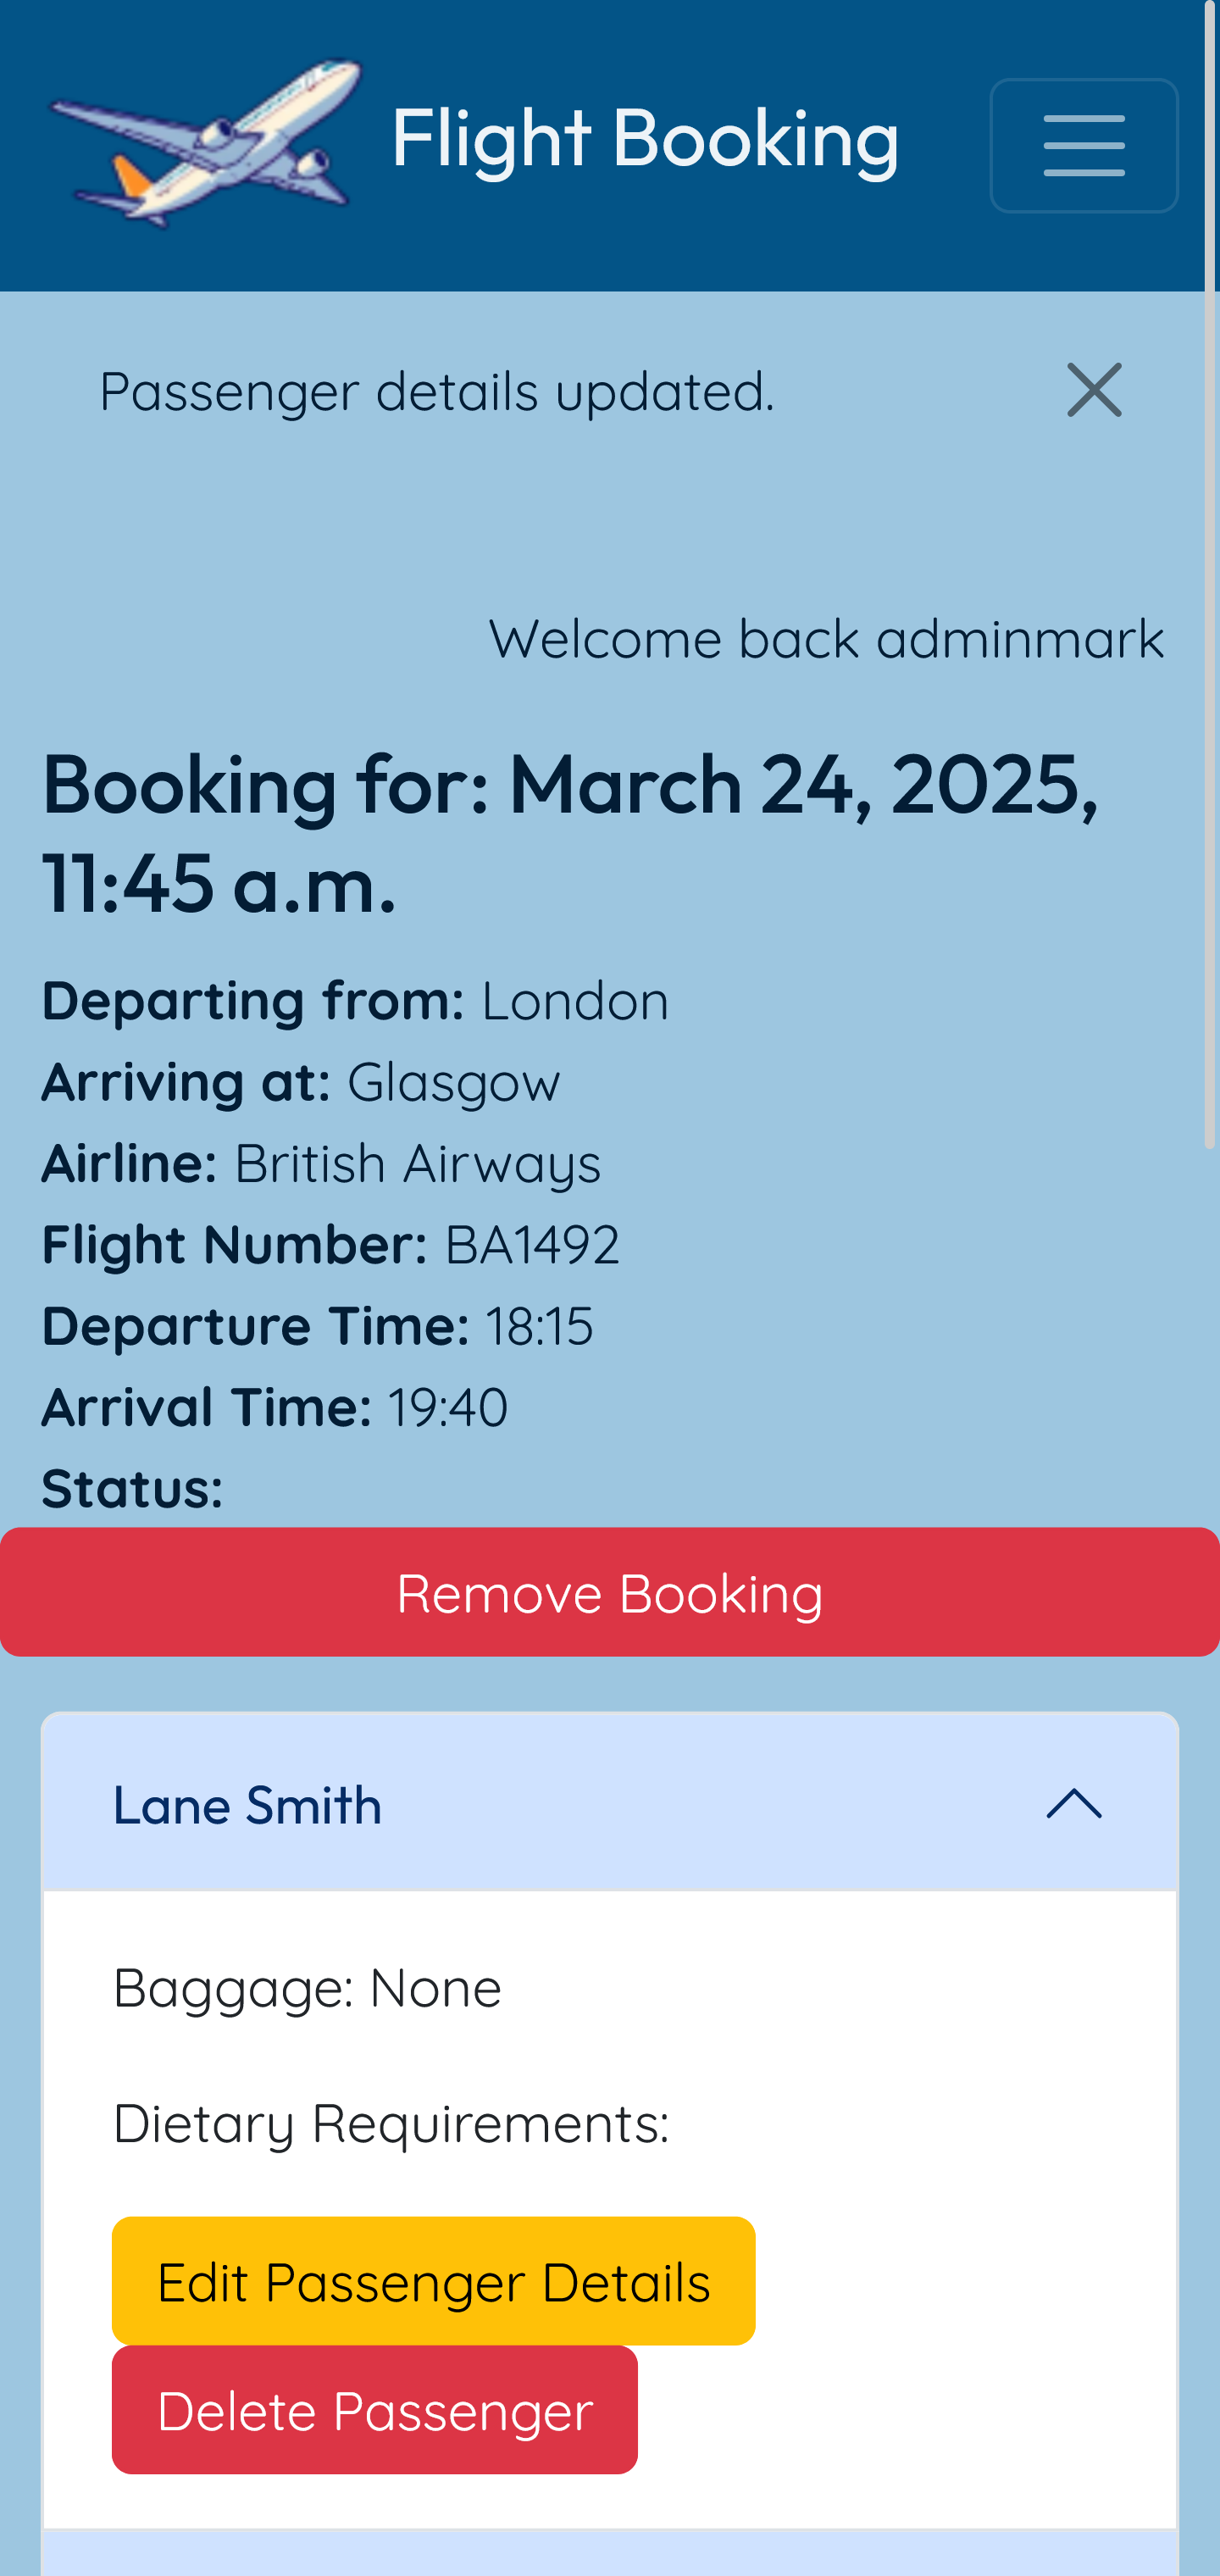 Flight Booking
Passenger details updated.
Welcome back adminmark
Booking for: March 24, 2025,
11:45 a.m.
Departing from: London
Arriving at: Glasgow
Airline: British Airways
Flight Number: BA1492
Departure Time: 18:15
Arrival Time: 19:40
Status:
Remove Booking
Lane Smith
Baggage: None
Dietary Requirements:
Edit Passenger Details
Delete Passenger